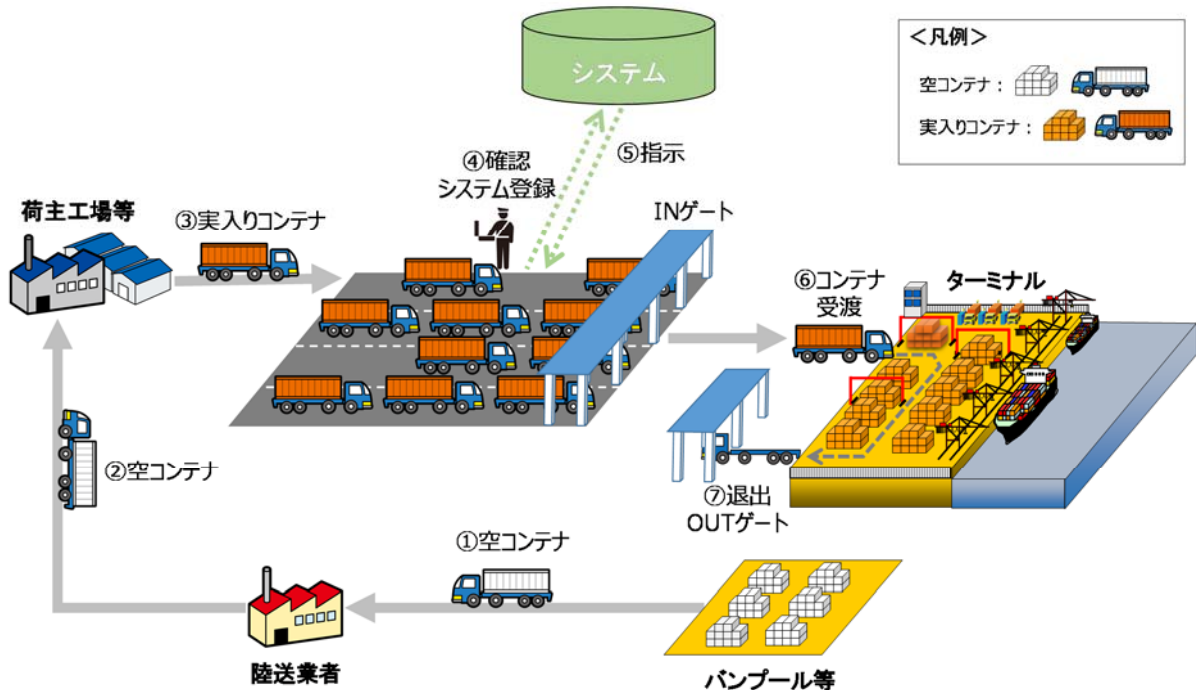 システム
＜凡例＞
空コンテナ：
実入りコンテナ：
④確認
システム登録
⑤指示
荷主工場等
③実入りコンテナ
INゲート
⑥コンテナ
受渡
ターミナル
②空コンテナ
⑦退出
OUTゲート
①空コンテナ
陸送業者
バンプール等